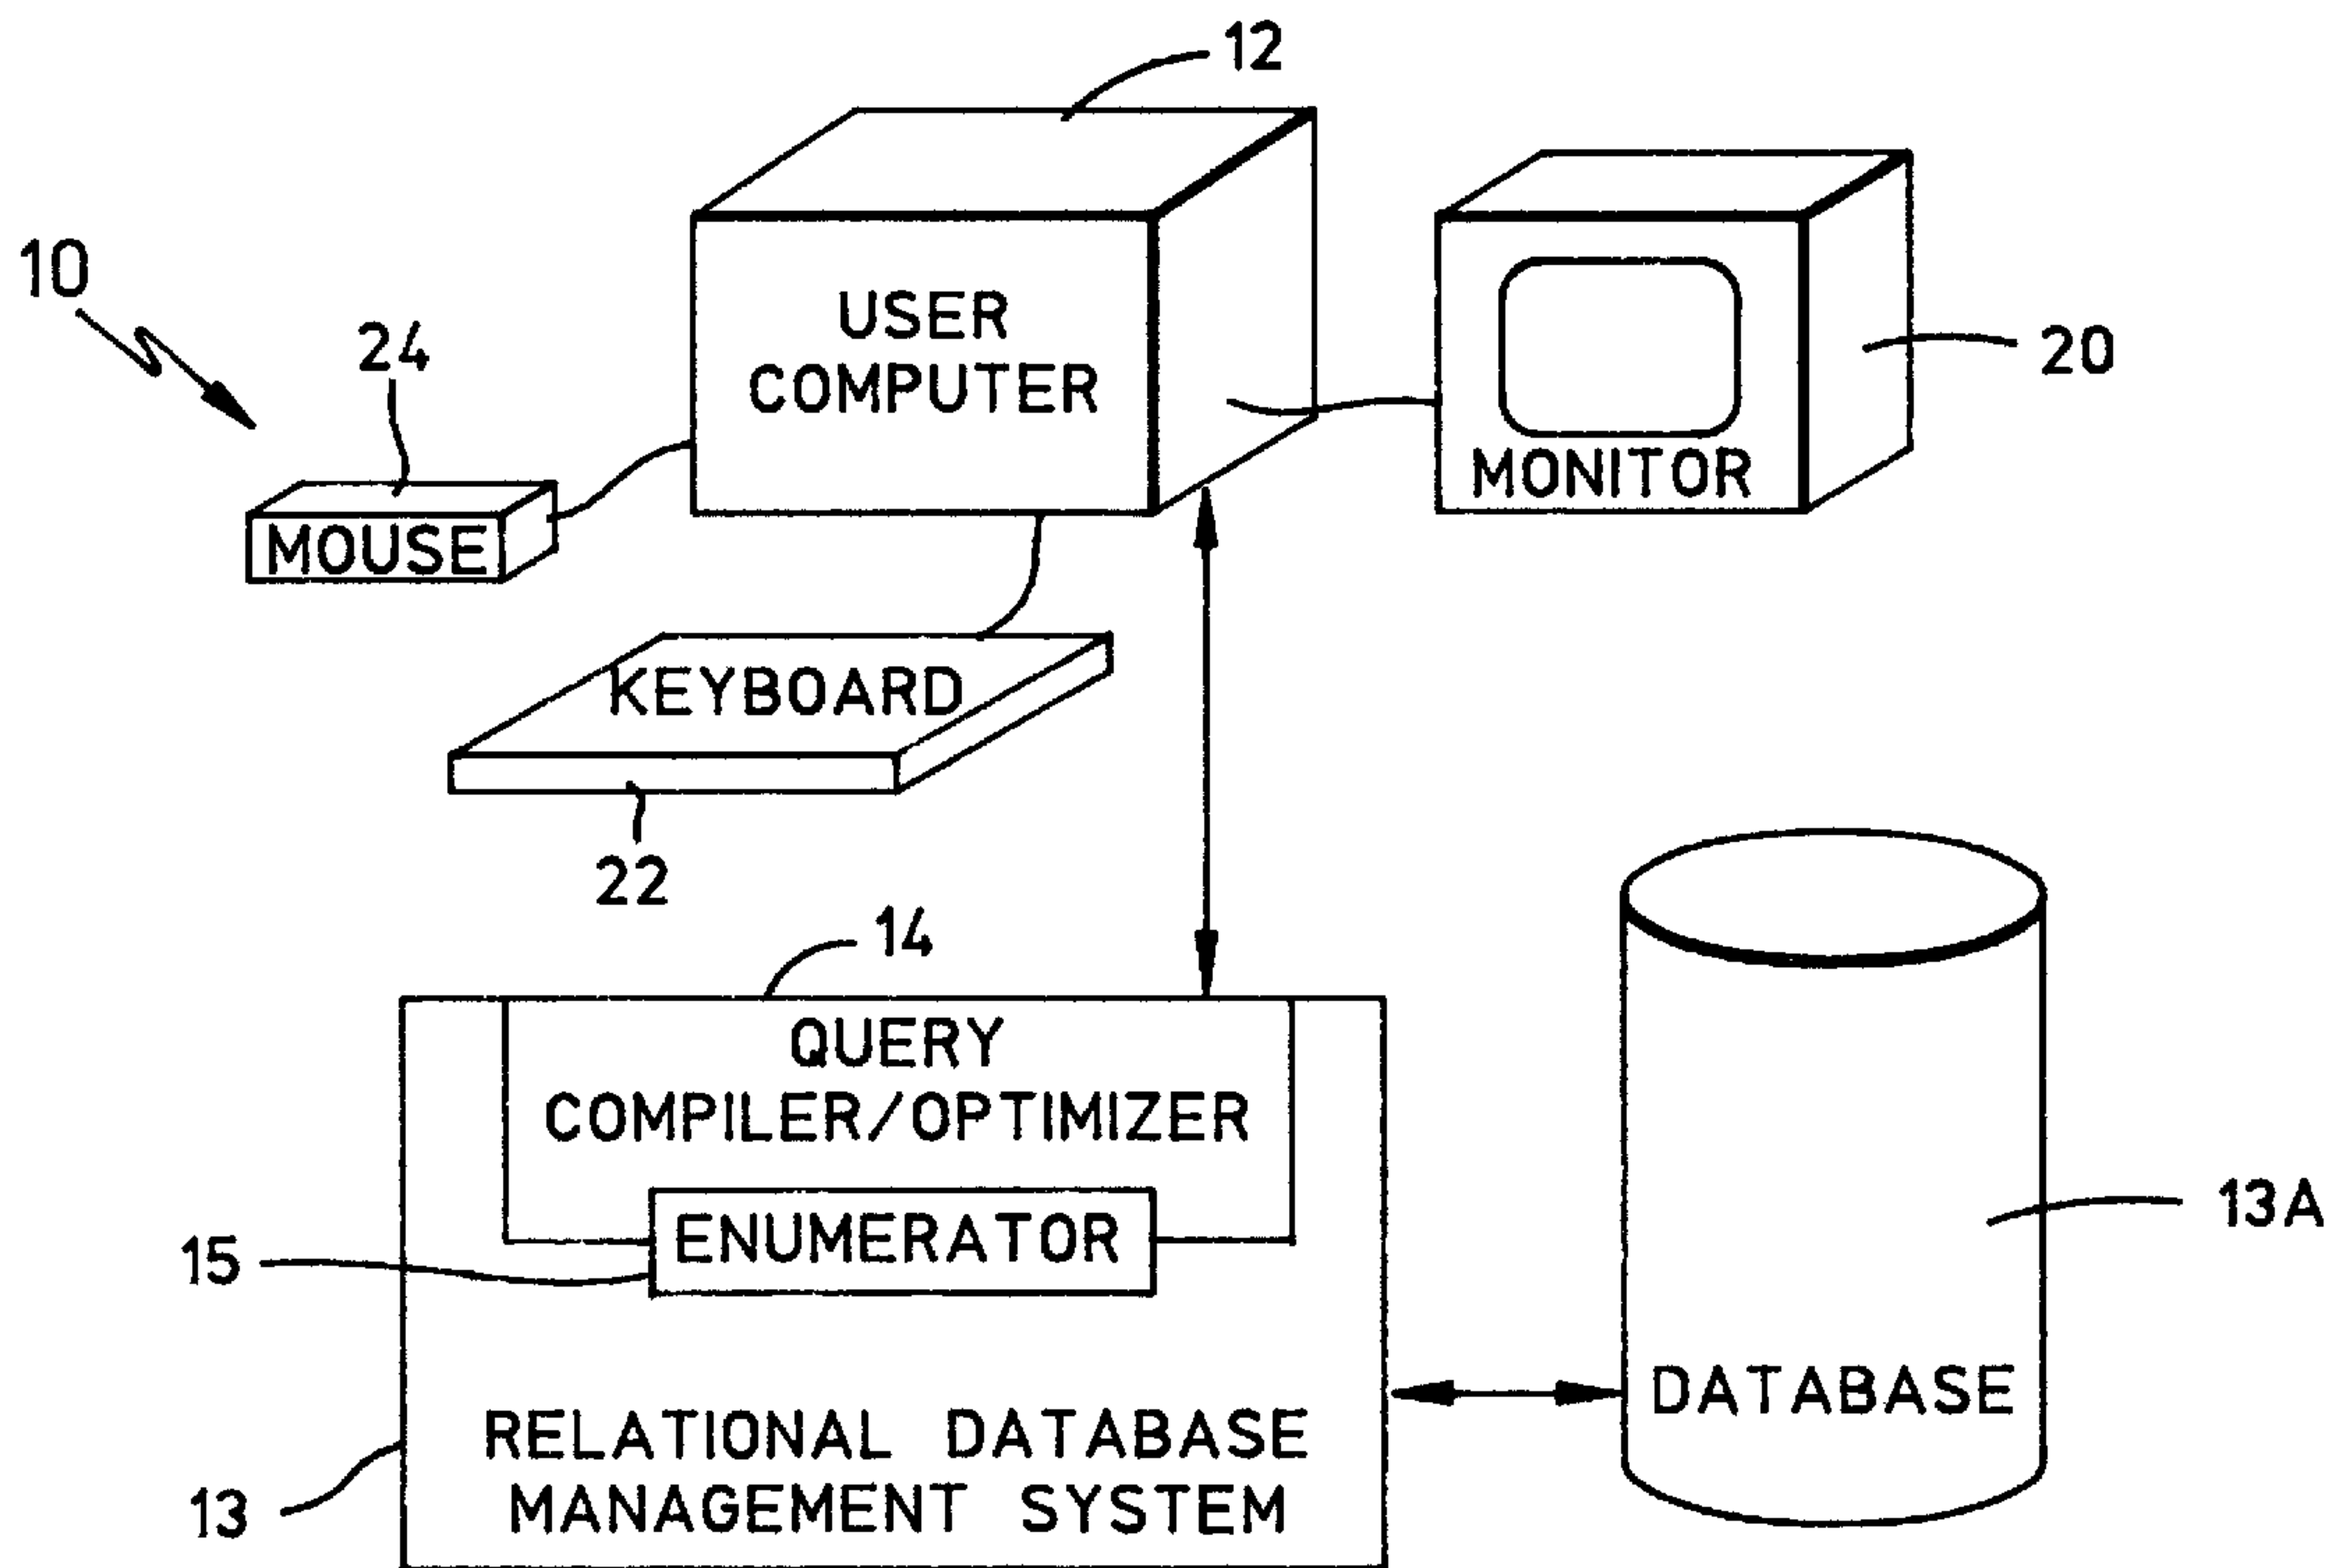 12
10
24
USER
COMPUTER
20
MONITOR
MOUSE
KEYBOARD
22
14
QUERY
COMPILER/OPTIMIZER
ENUMERATOR
15
13A
DATABASE
RELATIONAL DATABASE
MANAGEMENT SYSTEM
13